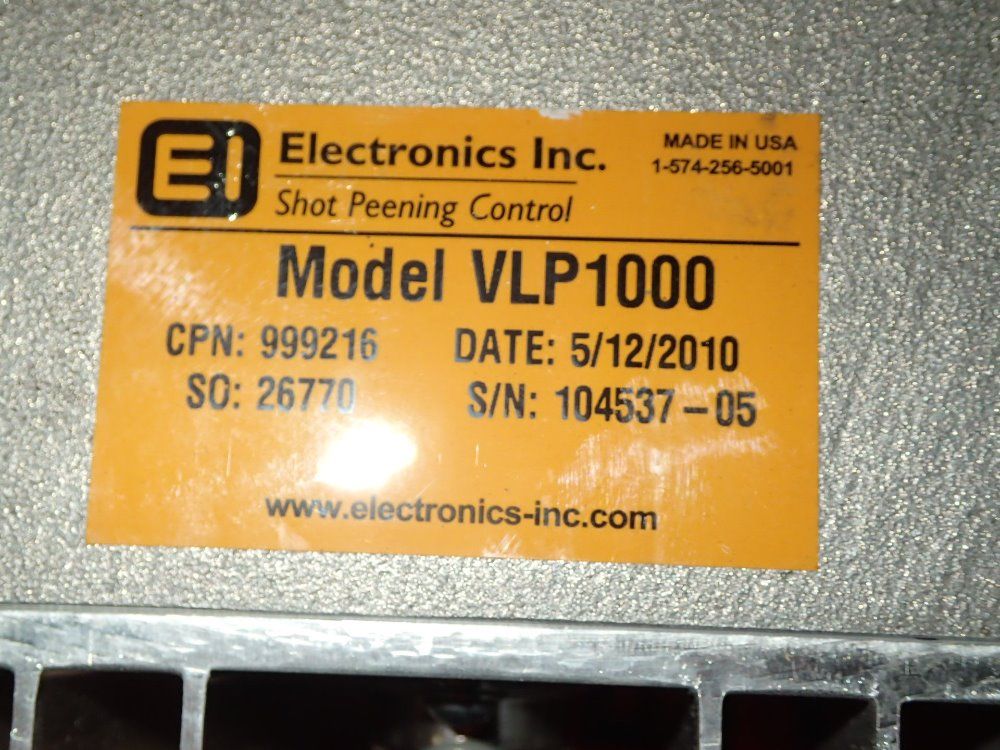 EI Electronics Inc.
Shot Peening Control
MADE IN USA
1-574-256-5001
Model VLP1000
CPN: 999216 DATE: 5/12/2010
SO: 26770 S/N: 104537-05
www.electronics-inc.com